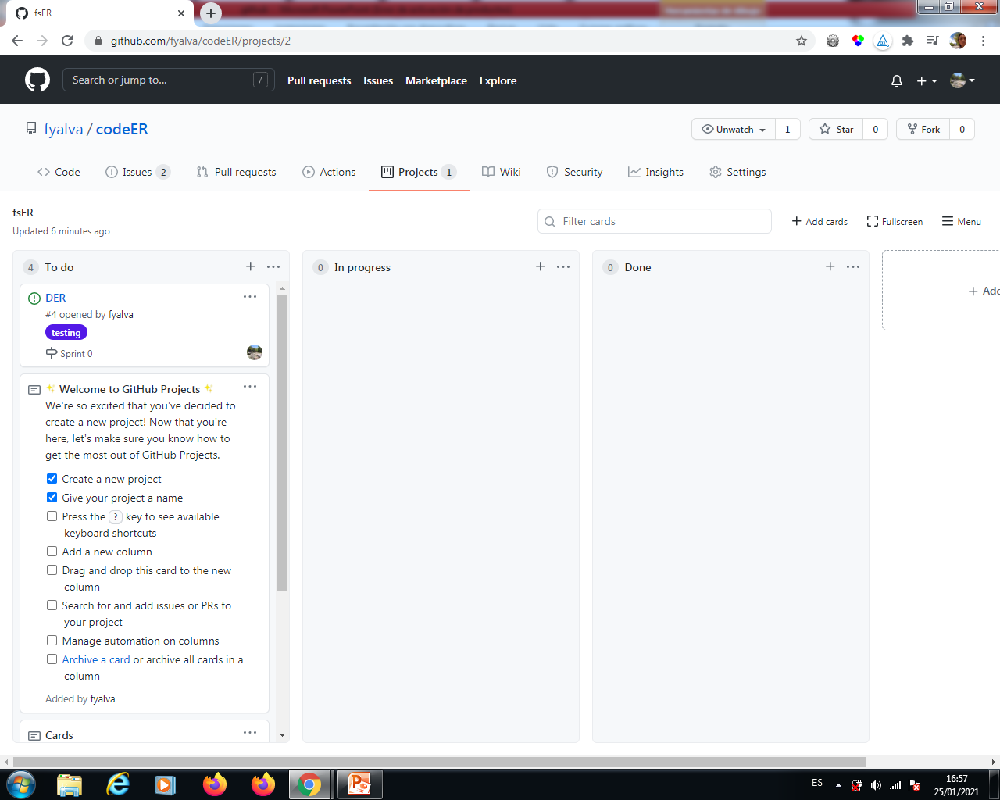 fsER
github.com/fyalva/codeER/projects/2
Search or jump to...
/
Pull requests
Issues
Marketplace
Explore
fyalva / codeER
Unwatch 1
Star 0
Fork 0
Code
Issues 2
Pull requests
Actions
Projects 1
Wiki
Security
Insights
Settings
fsER
Updated 6 minutes ago
Filter cards
Add cards
Fullscreen
Menu
4 To do
0 In progress
0 Done
DER
#4 opened by fyalva
testing
Sprint 0
Welcome to GitHub Projects
We're so excited that you've decided to
create a new project! Now that you're
here, let's make sure you know how to
get the most out of GitHub Projects.
Create a new project
Give your project a name
Press the ? key to see available
keyboard shortcuts
Add a new column
Drag and drop this card to the new
column
Search for and add issues or PRs to
your project
Manage automation on columns
Archive a card or archive all cards in a
column
Added by fyalva
Cards
ES
16:57
25/01/2021